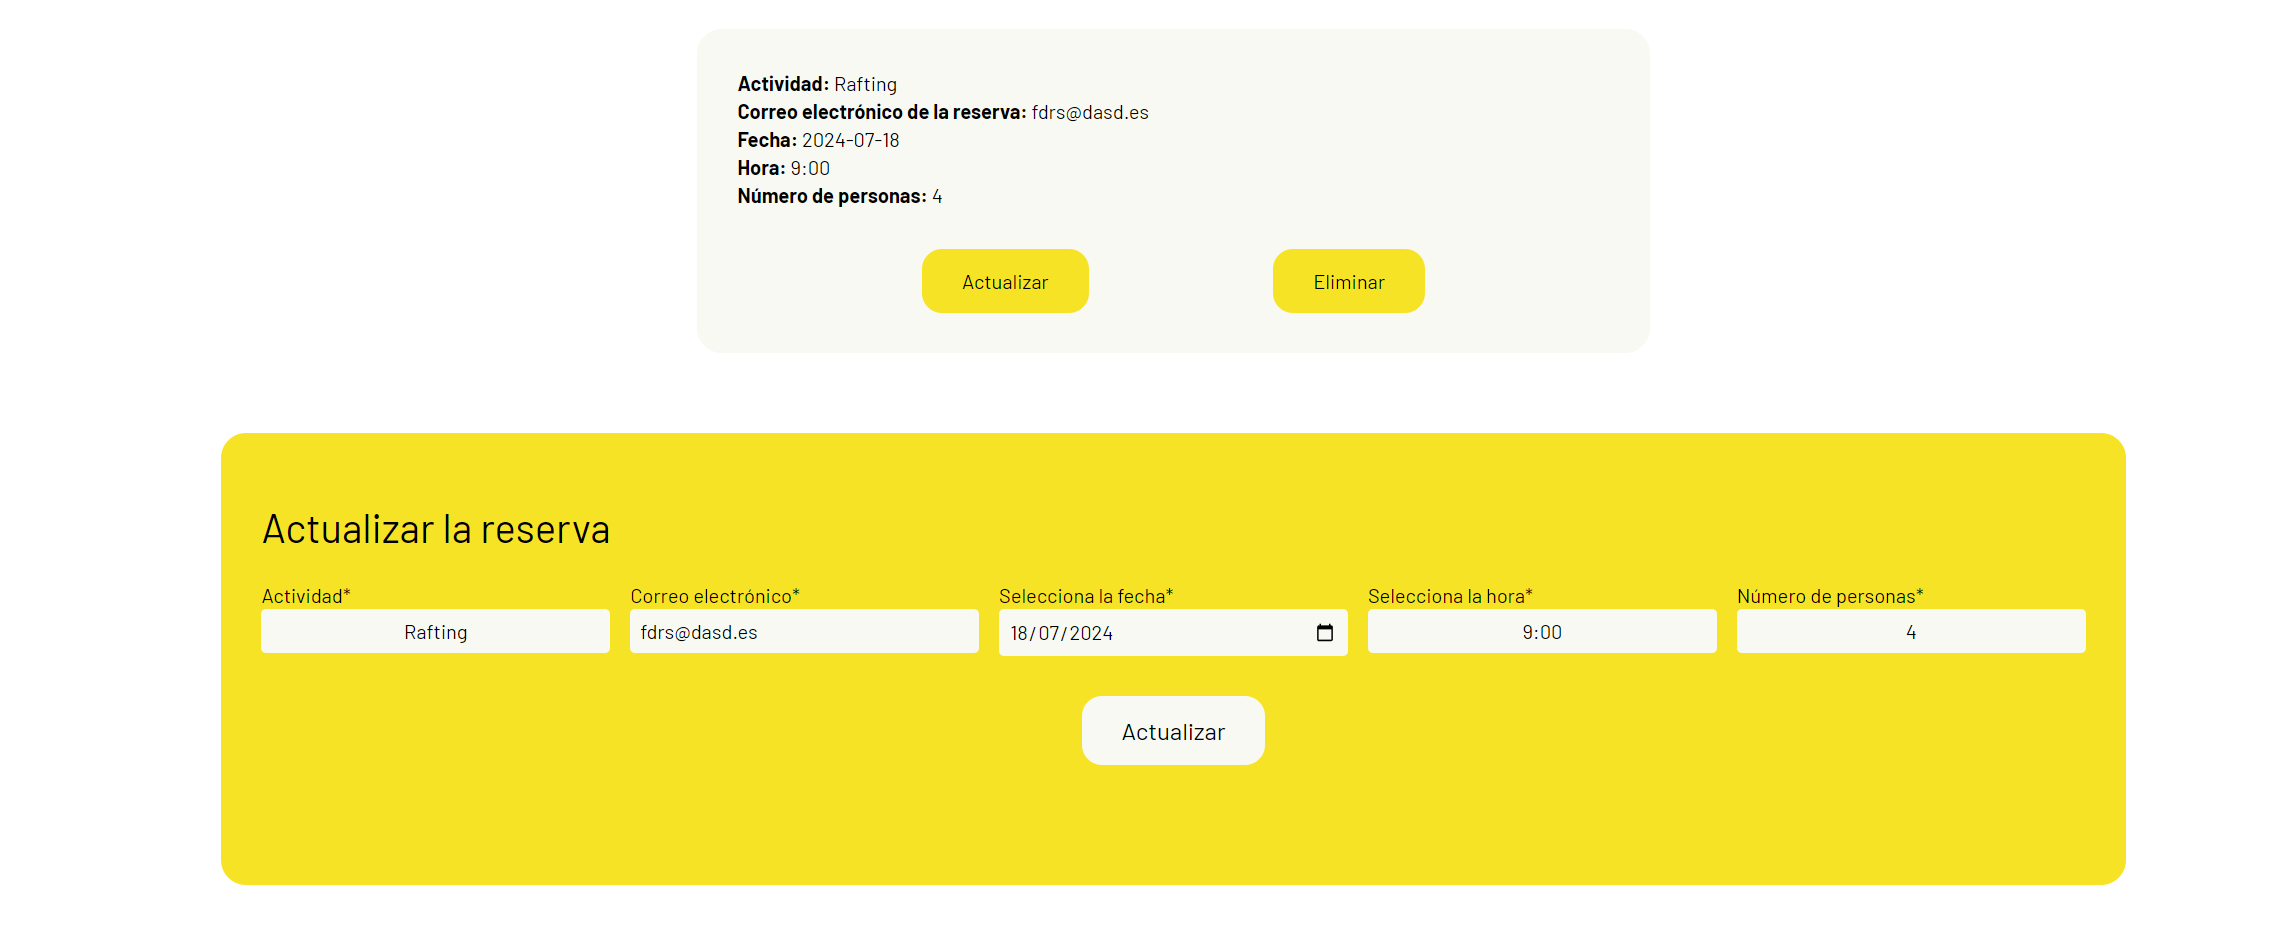 Actividad: Rafting
Correo electrónico de la reserva: fdrs@dasd.es
Fecha: 2024-07-18
Hora: 9:00
Número de personas: 4
Actualizar Eliminar
Actualizar la reserva
Actividad* Correo electrónico* Selecciona la fecha* Selecciona la hora* Número de personas*
Rafting fdrs@dasd.es 18/07/2024 9:00 4
Actualizar